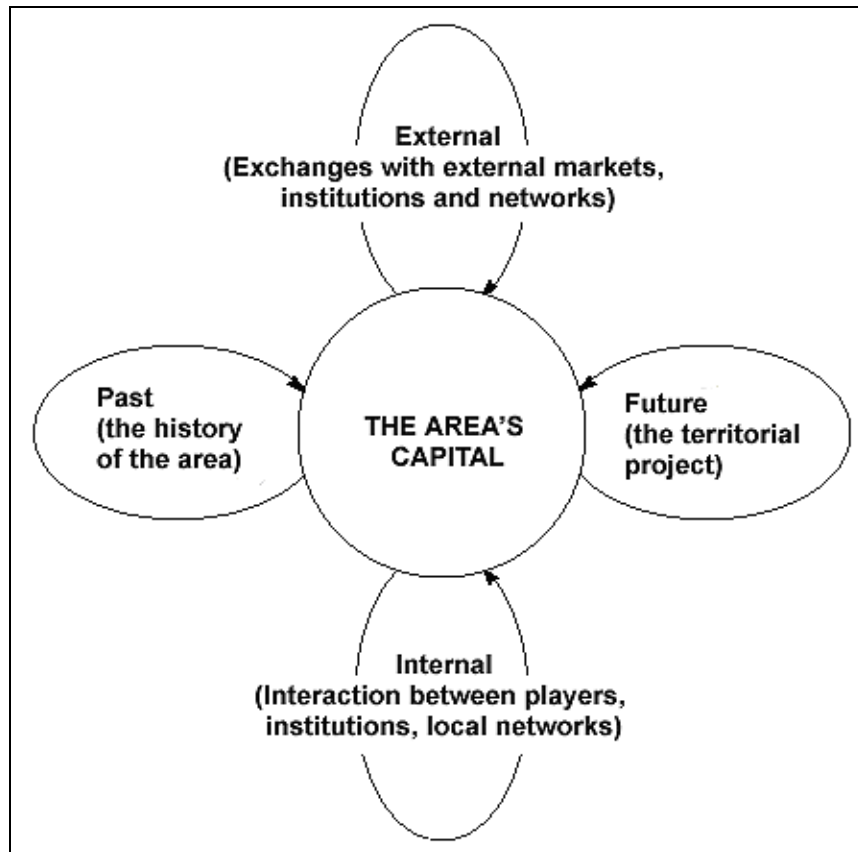 External
(Exchanges with external markets,
institutions and networks)
Past
(the history
of the area)
THE AREA'S
CAPITAL
Future
(the territorial
project)
Internal
(Interaction between players,
institutions, local networks)